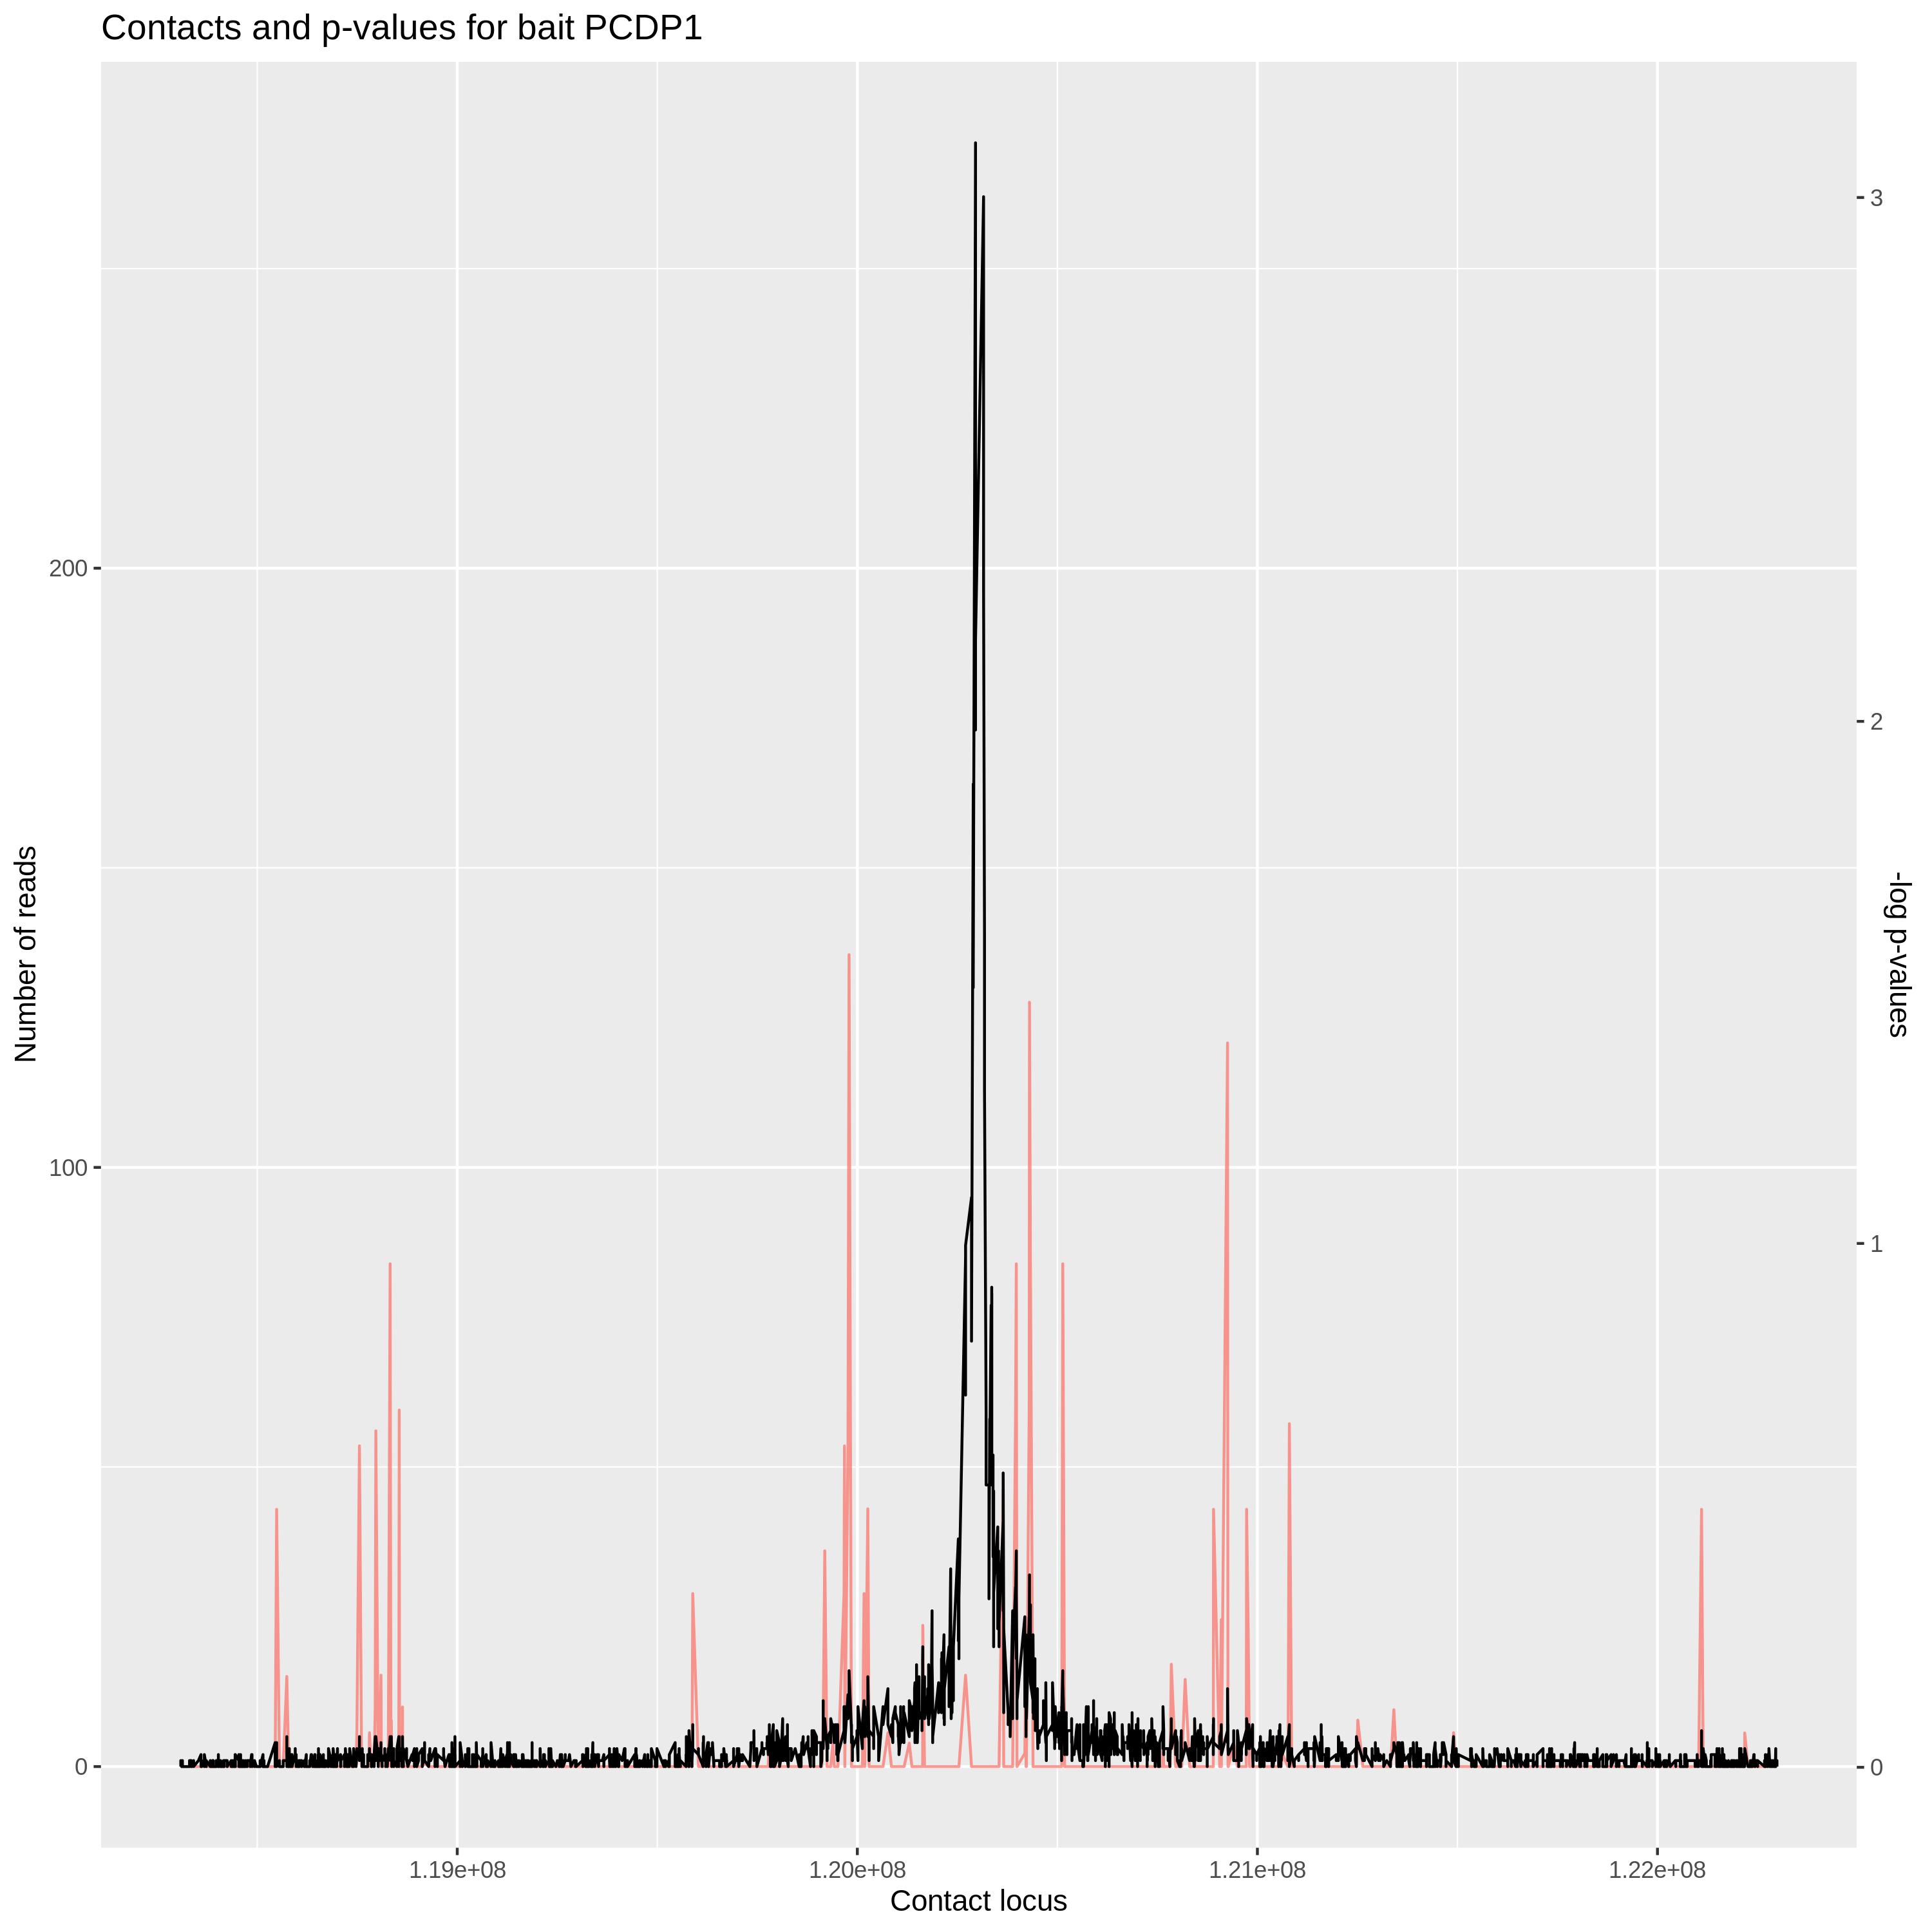 Contacts and p-values for bait PCDP1
Number of reads
200
100
0
3
2
1
0
-log p-values
1.19e+08
1.20e+08
1.21e+08
1.22e+08
Contact locus